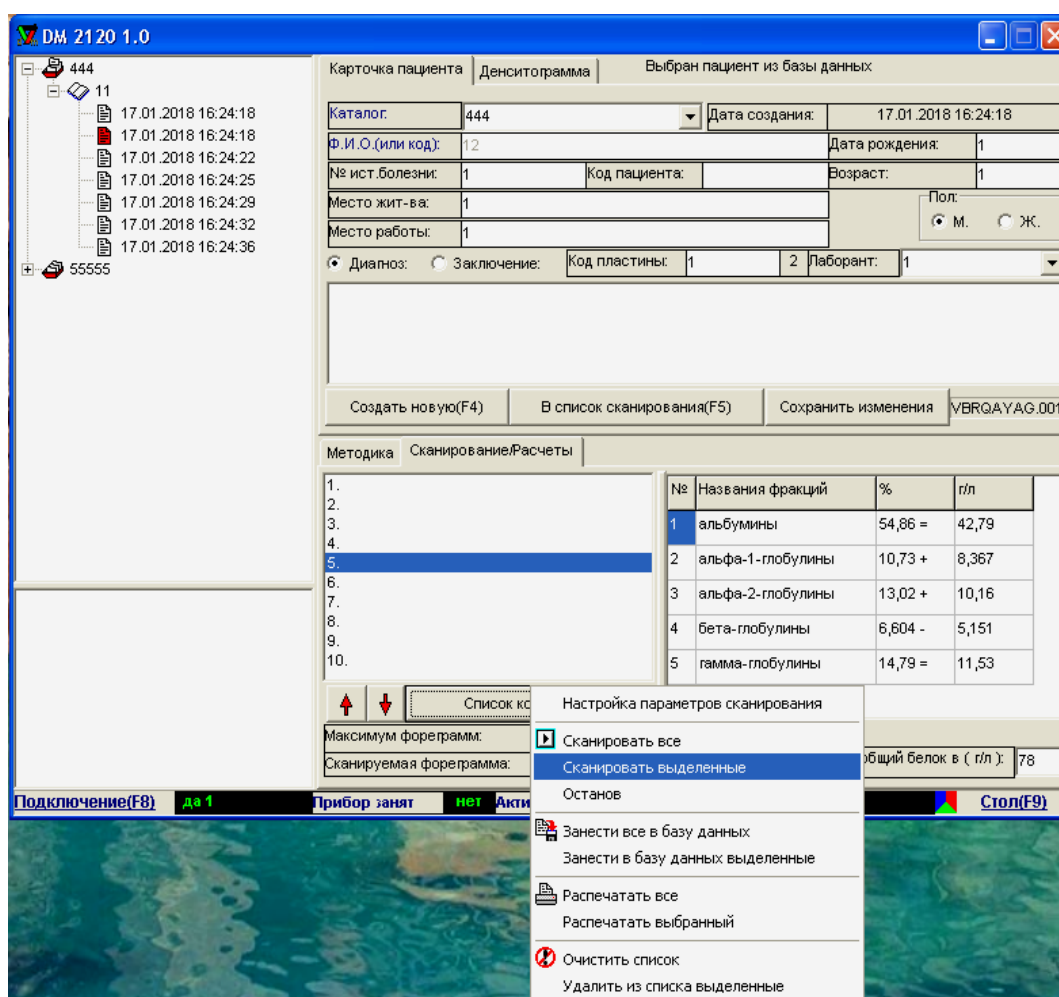 DM 2120 1.0
444
11
17.01.2018 16:24:18
17.01.2018 16:24:18
17.01.2018 16:24:22
17.01.2018 16:24:25
17.01.2018 16:24:29
17.01.2018 16:24:32
17.01.2018 16:24:36
55555
Карточка пациента Денситограмма Выбран пациент из базы данных
Каталог: 444 Дата создания: 17.01.2018 16:24:18
Ф.И.О.(или код): 12 Дата рождения: 1
№ ист.болезни: 1 Код пациента: Возраст: 1
Место жит-ва: 1 Пол:
М. Ж.
Место работы: 1
Диагноз: Заключение: Код пластины: 1 2 Лаборант: 1
Создать новую(F4) В список сканирования(F5) Сохранить изменения VBRQAYAG.001
Методика Сканирование/Расчеты
1.
2.
3.
4.
5.
6.
7.
8.
9.
10.
№ Названия фракций % г/л
1 альбумины 54,86 = 42,79
2 альфа-1-глобулины 10,73 + 8,367
3 альфа-2-глобулины 13,02 + 10,16
4 бета-глобулины 6,604 - 5,151
5 гамма-глобулины 14,79 = 11,53
Список ко
Максимум фореграмм:
Сканируемая фореграмма: общий белок в ( г/л ): 78
Подключение(F8) да 1 Прибор занят нет Акти Стол(F9)
Настройка параметров сканирования
Сканировать все
Сканировать выделенные
Останов
Занести все в базу данных
Занести в базу данных выделенные
Распечатать все
Распечатать выбранный
Очистить список
Удалить из списка выделенные